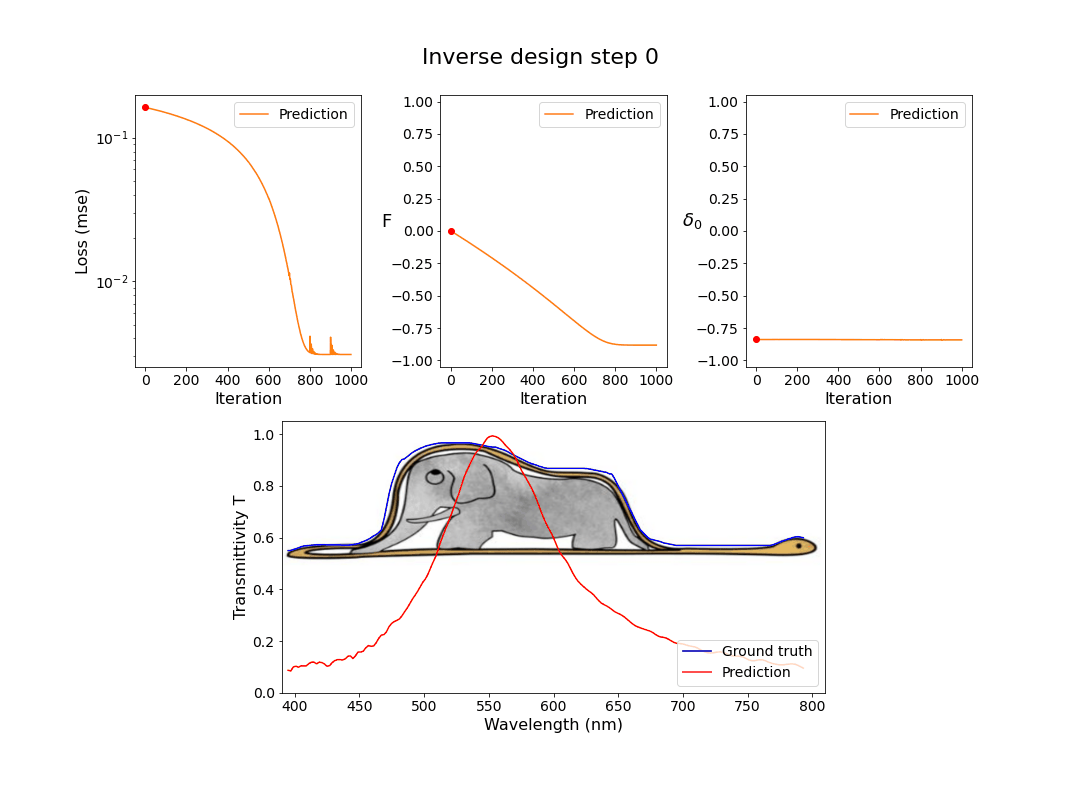 Inverse design step 0
Prediction
10⁻¹
10⁻²
Loss (mse)
0 200 400 600 800 1000
Iteration
Prediction
1.00
0.75
0.50
0.25
0.00
−0.25
−0.50
−0.75
−1.00
F
0 200 400 600 800 1000
Iteration
Prediction
1.00
0.75
0.50
0.25
0.00
−0.25
−0.50
−0.75
−1.00
δ₀
0 200 400 600 800 1000
Iteration
1.0
0.8
0.6
0.4
0.2
0.0
Transmittivity T
Ground truth
Prediction
400 450 500 550 600 650 700 750 800
Wavelength (nm)